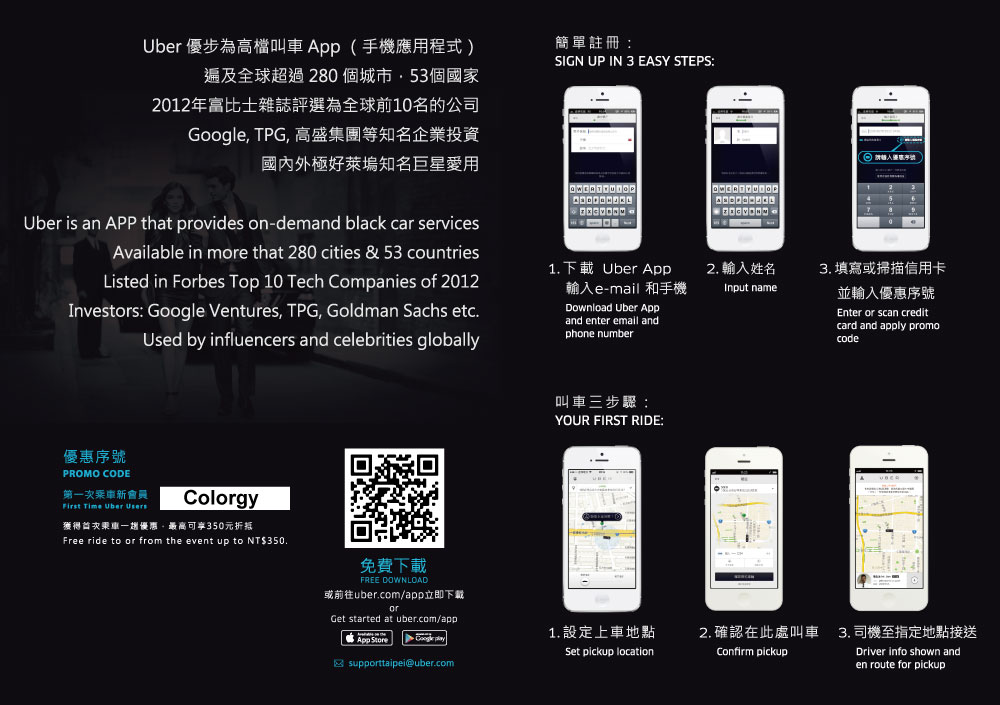 Uber 優步為高檔叫車 App （手機應用程式）
遍及全球超過 280 個城市，53個國家
2012年富比士雜誌評選為全球前10名的公司
Google, TPG, 高盛集團等知名企業投資
國內外極好萊塢知名巨星愛用
Uber is an APP that provides on-demand black car services
Available in more that 280 cities & 53 countries
Listed in Forbes Top 10 Tech Companies of 2012
Investors: Google Ventures, TPG, Goldman Sachs etc.
Used by influencers and celebrities globally
優惠序號
PROMO CODE
第一次乘車新會員
First Time Uber Users
Colorgy
獲得首次乘車一趟優惠，最高可享350元折抵
Free ride to or from the event up to NT$350.
免費下載
FREE DOWNLOAD
或前往uber.com/app立即下載
or
Get started at uber.com/app
Available on the
App Store
Google play
supporttaipei@uber.com
簡單註冊：
SIGN UP IN 3 EASY STEPS:
請輸入優惠序號
1. 下載 Uber App
輸入e-mail 和手機
Download Uber App
and enter email and
phone number
2. 輸入姓名
Input name
3. 填寫或掃描信用卡
並輸入優惠序號
Enter or scan credit
card and apply promo
code
叫車三步驟：
YOUR FIRST RIDE:
UBER
1. 設定上車地點
Set pickup location
2. 確認在此處叫車
Confirm pickup
3. 司機至指定地點接送
Driver info shown and
en route for pickup